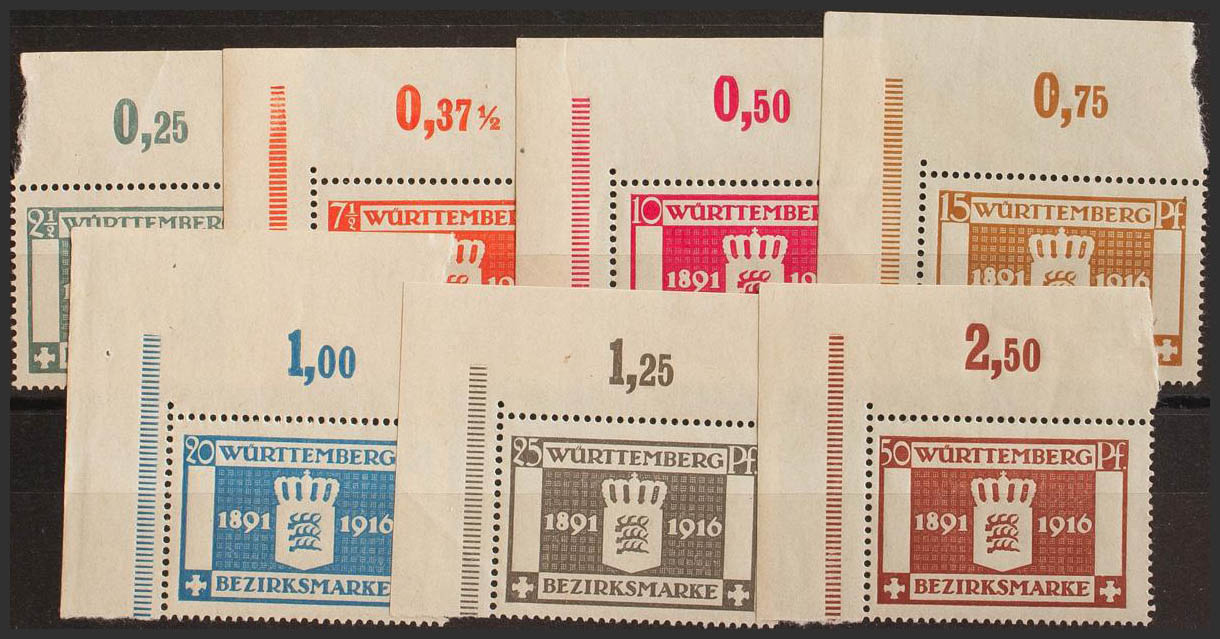 0,25
2½ WÜRTTEMBERG
0,37½
7½ WÜRTTEMBE
0,50
10 WÜRTTEMBE
1891
0,75
15 WÜRTTEMBERG Pf.
1891 1916
1,00
20 WÜRTTEMBERG
1891 1916
BEZIRKSMARKE
1,25
25 WÜRTTEMBERG Pf.
1891 1916
BEZIRKSMARKE
2,50
50 WÜRTTEMBERG Pf.
1891 1916
BEZIRKSMARKE